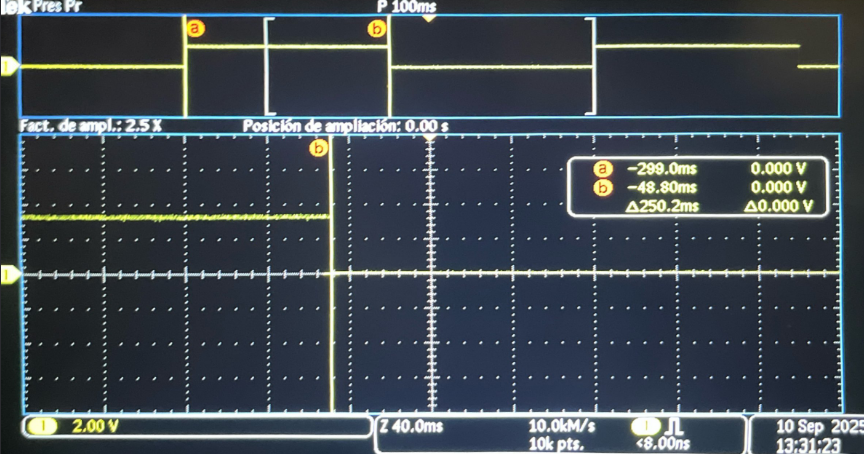 Tek Pres Pr P 100ms
a b
1
Fact. de ampl.: 2.5 X Posición de ampliación: 0.00 s
b
a -299.0ms 0.000 V
b -48.80ms 0.000 V
Δ250.2ms Δ0.000 V
1
1 2.00 V Z 40.0ms 10.0kM/s 1 10 Sep 2025
10k pts. <8.00ns 13:31:23